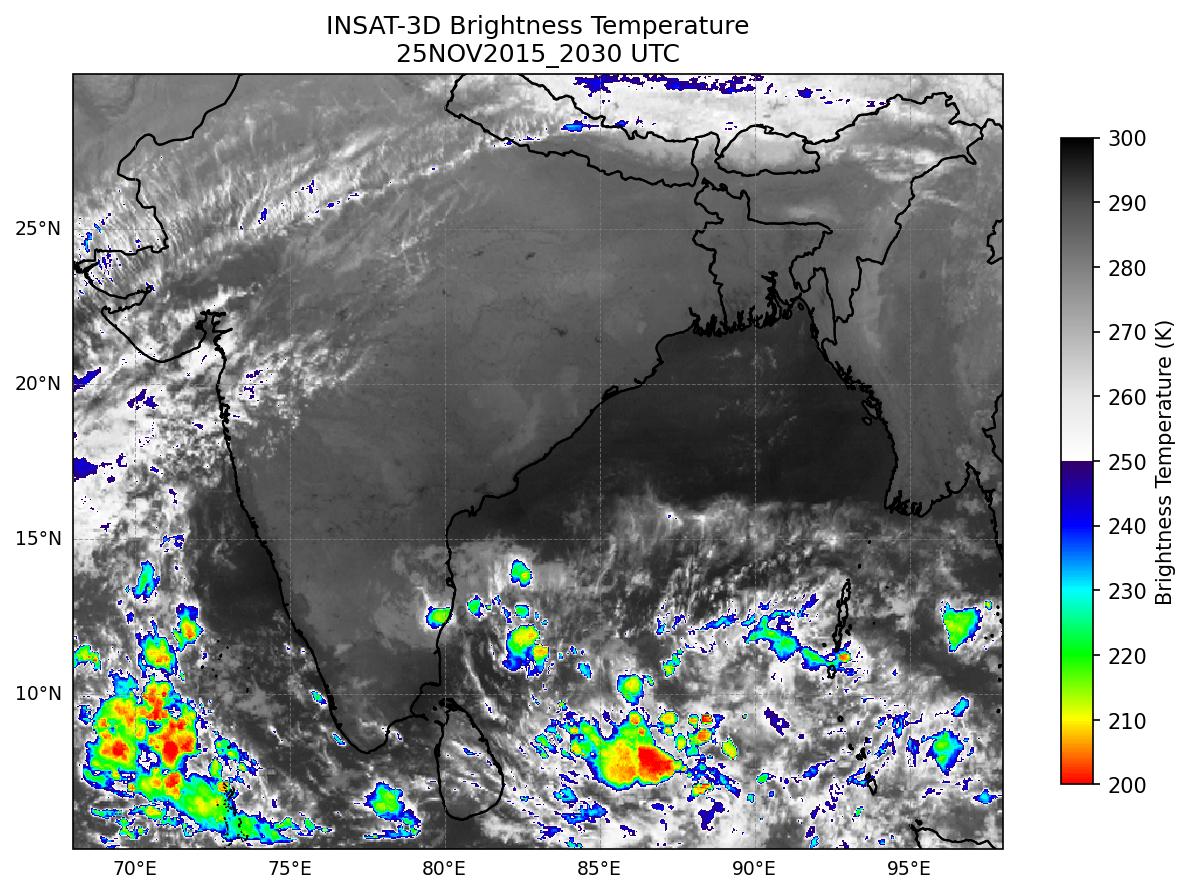 INSAT-3D Brightness Temperature
25NOV2015_2030 UTC
25°N
20°N
15°N
10°N
70°E
75°E
80°E
85°E
90°E
95°E
300
290
280
270
260
250
240
230
220
210
200
Brightness Temperature (K)